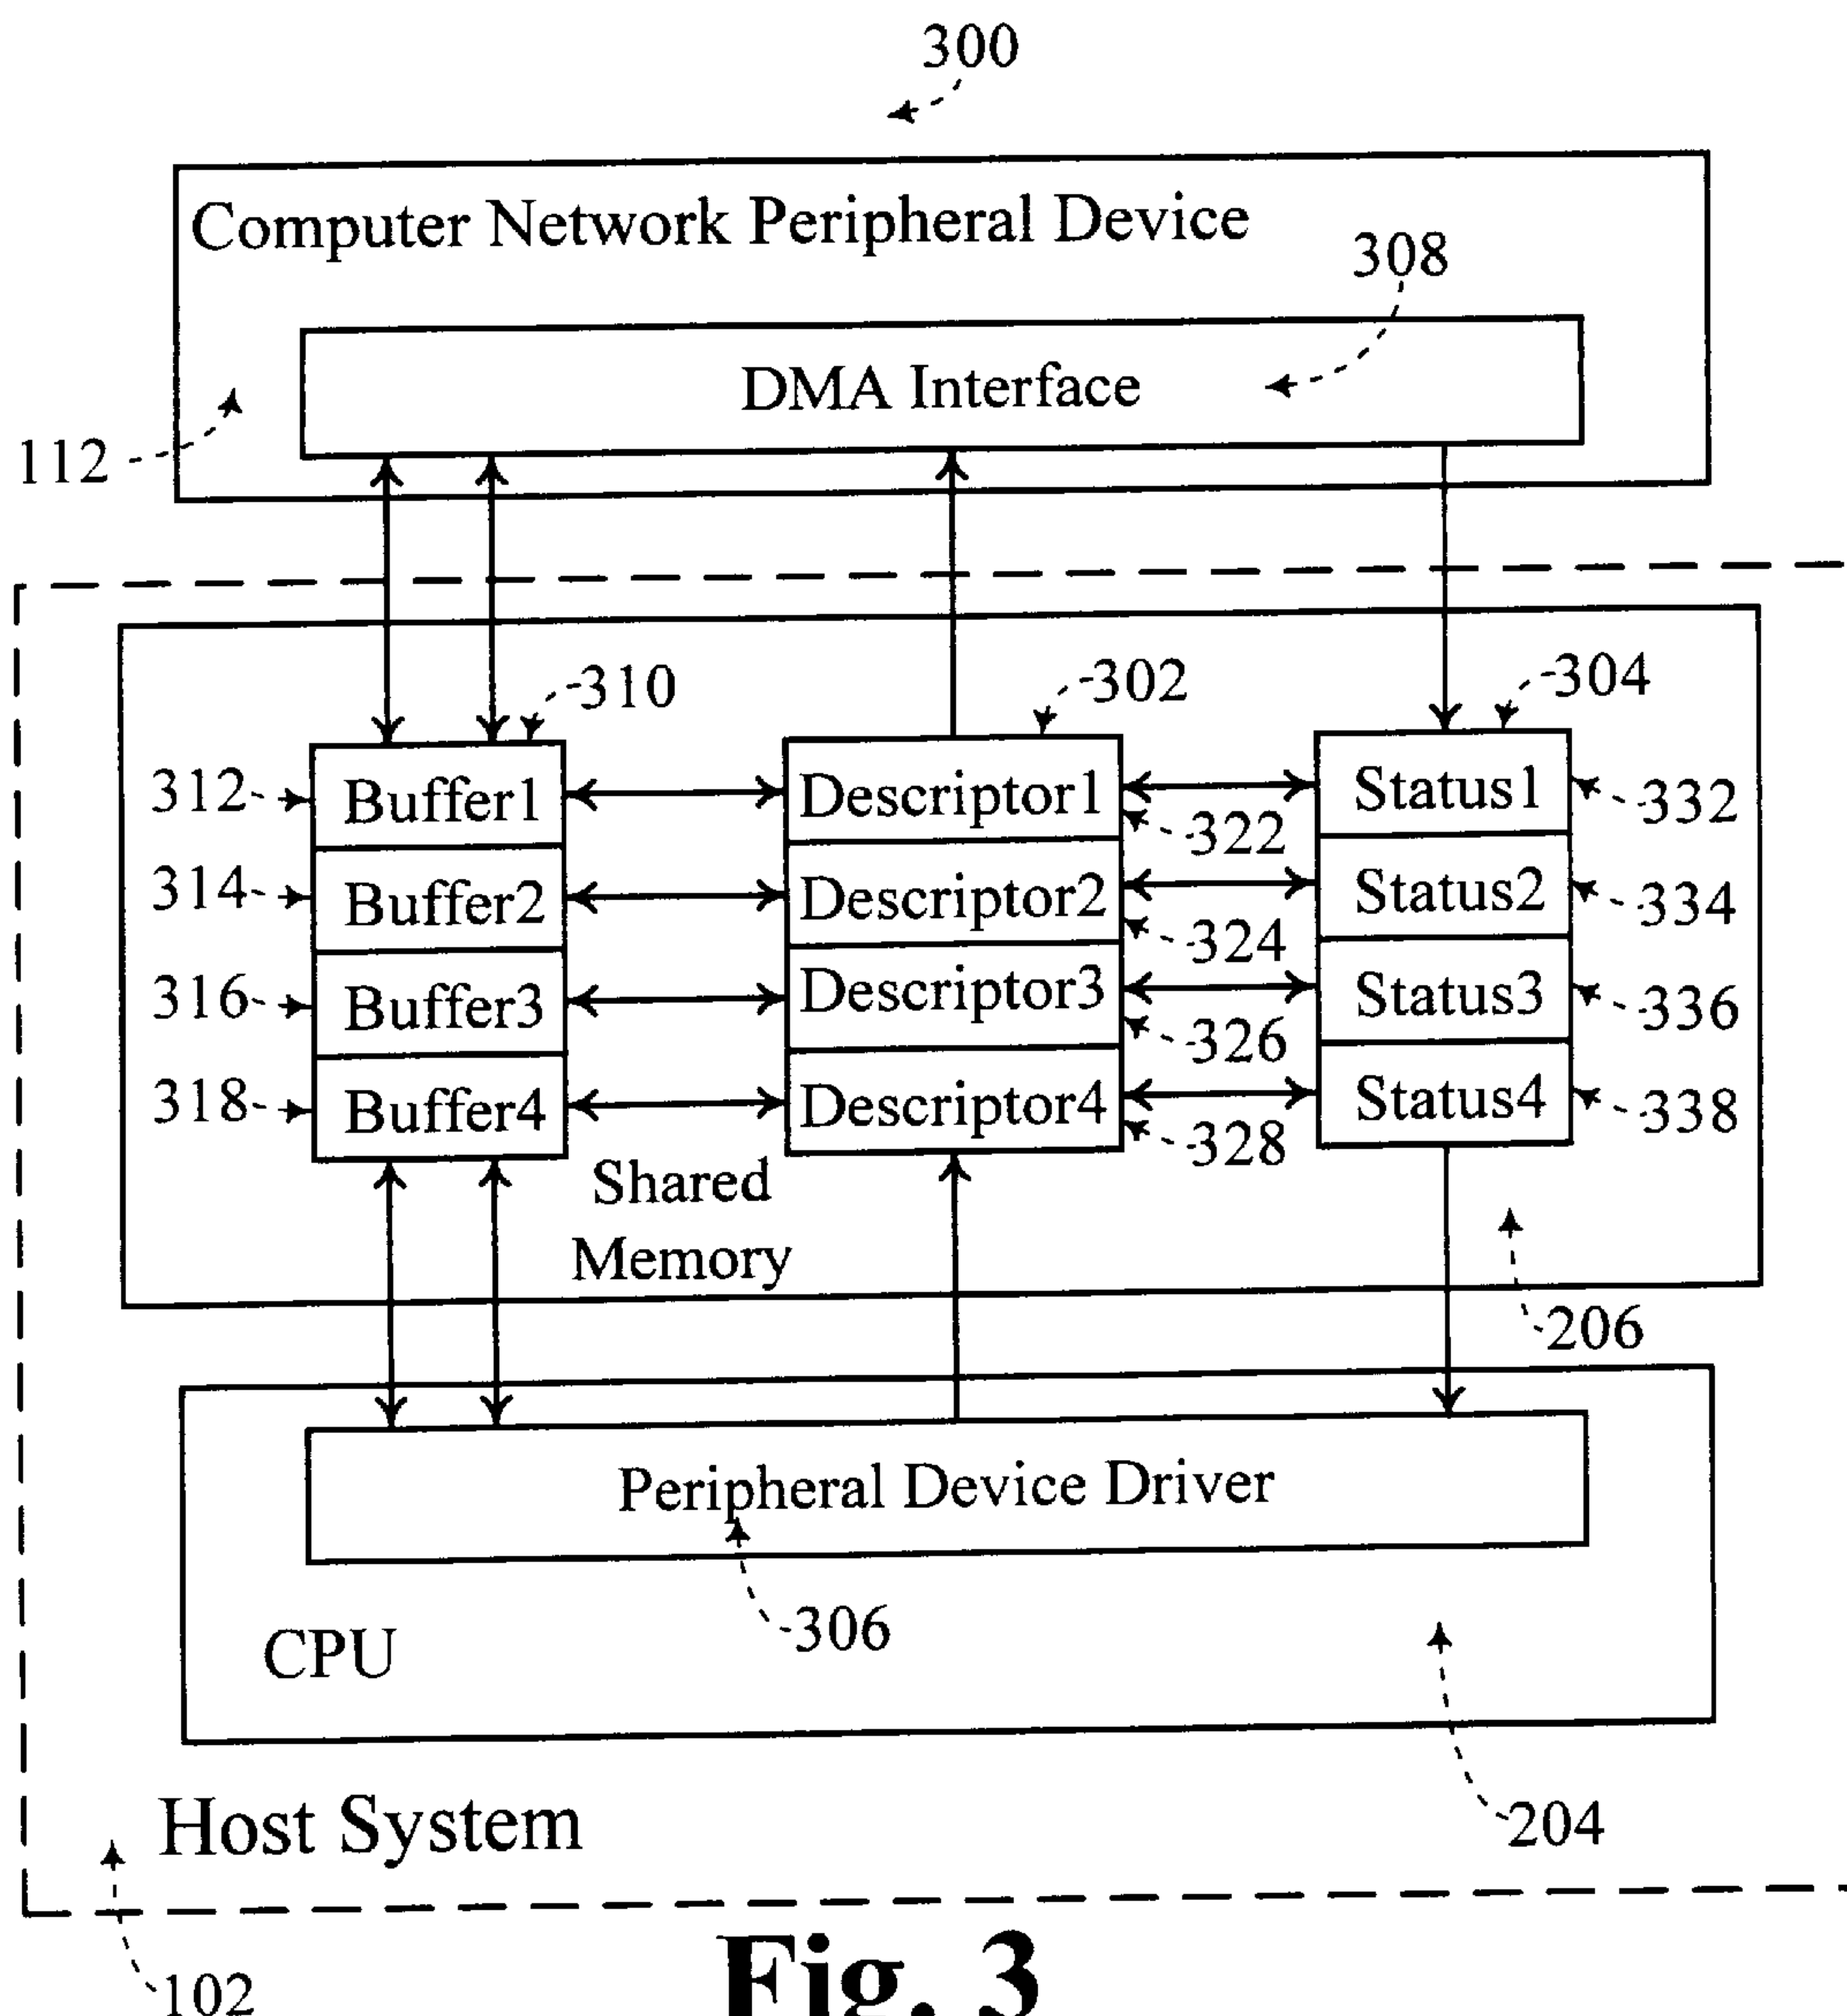 300
Computer Network Peripheral Device
308
DMA Interface
112
310
302
304
312 Buffer1 Descriptor1 Status1 332
322
314 Buffer2 Descriptor2 Status2 334
324
316 Buffer3 Descriptor3 Status3 336
326
318 Buffer4 Descriptor4 Status4 338
328
Shared
Memory
206
Peripheral Device Driver
306
CPU
204
Host System
102
Fig. 3